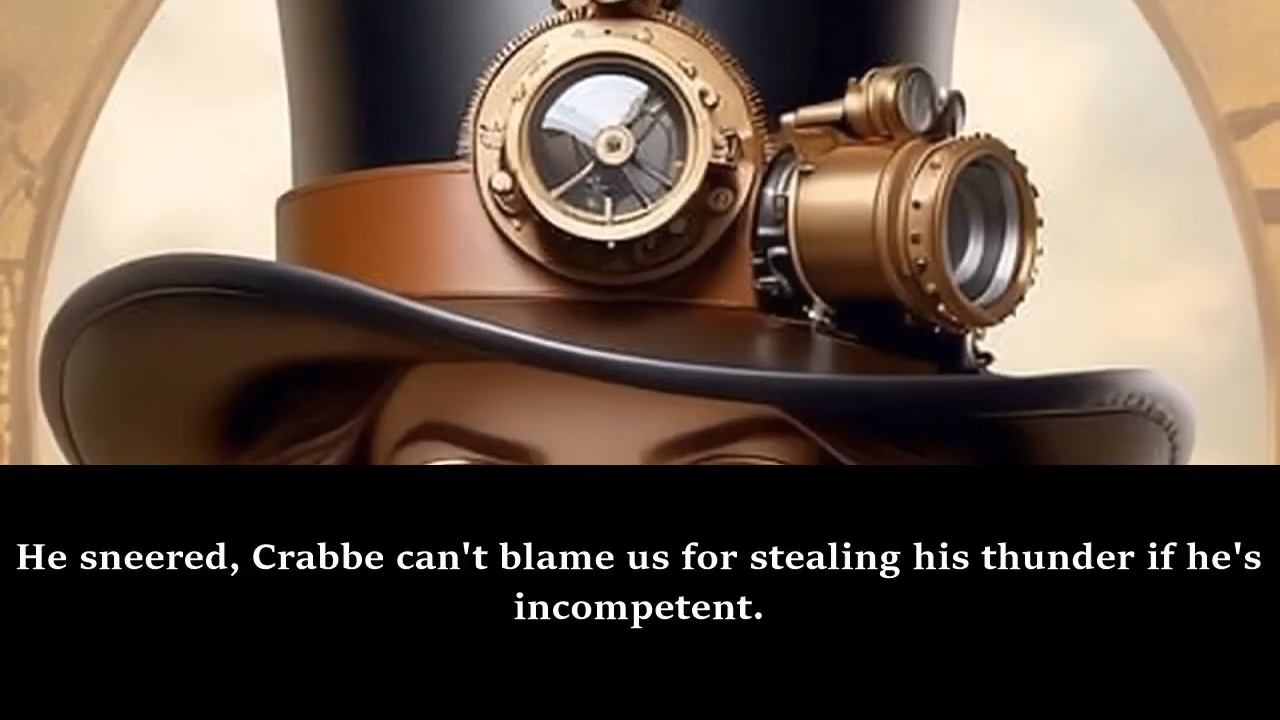 He sneered, Crabbe can't blame us for stealing his thunder if he's
incompetent.